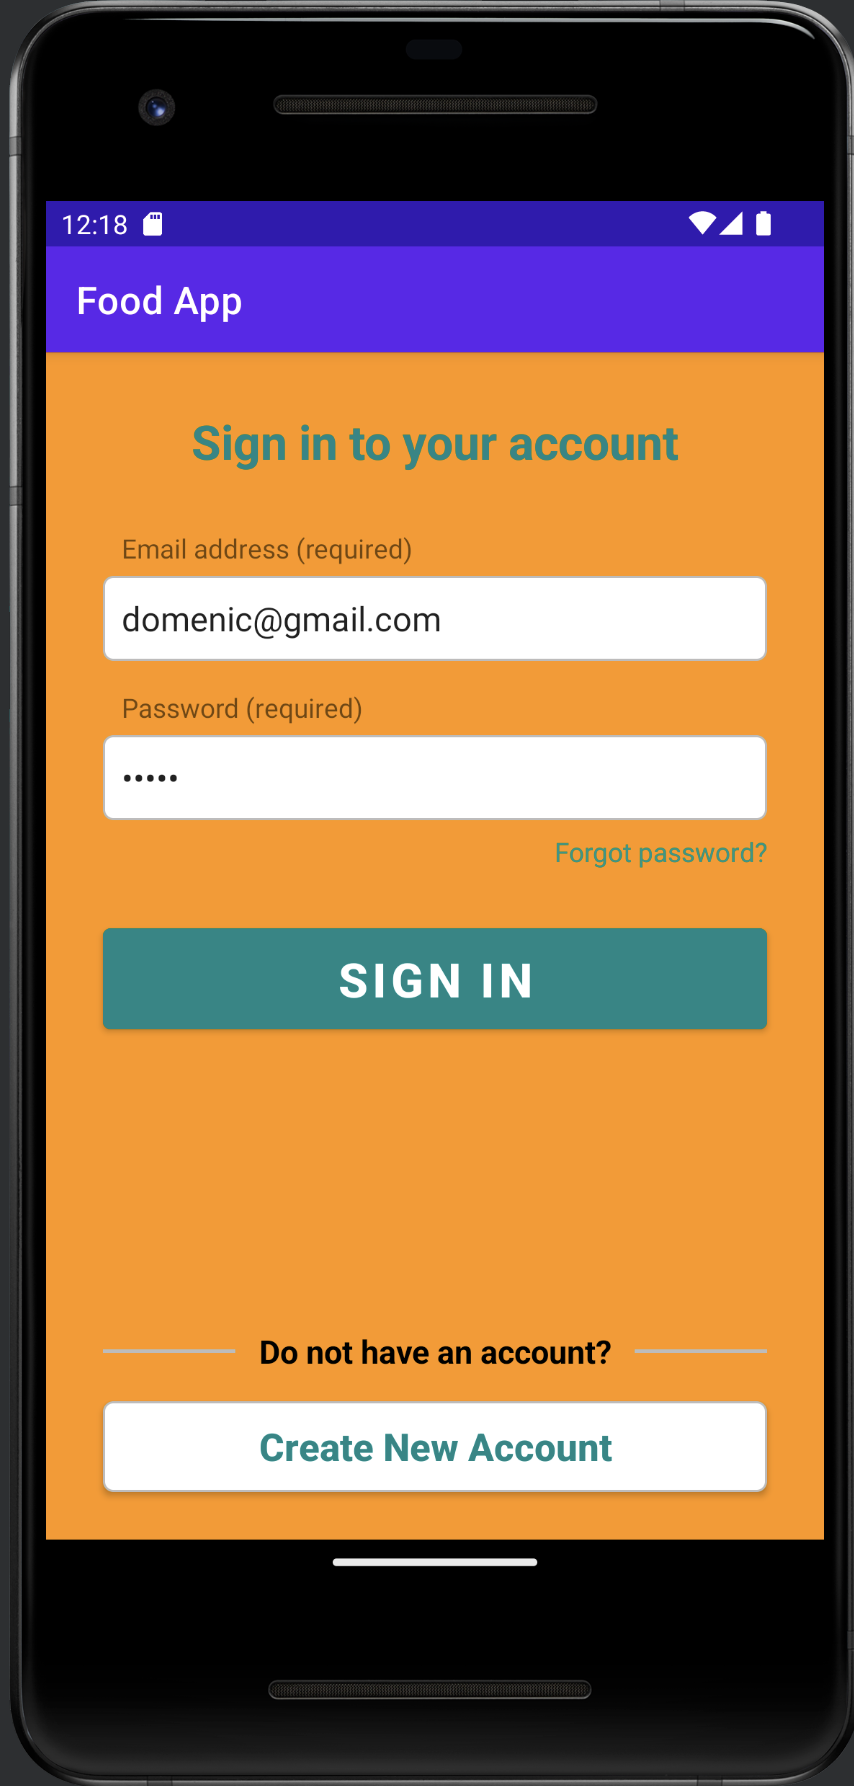 12:18
Food App
Sign in to your account
Email address (required)
domenic@gmail.com
Password (required)
•••••
Forgot password?
SIGN IN
Do not have an account?
Create New Account